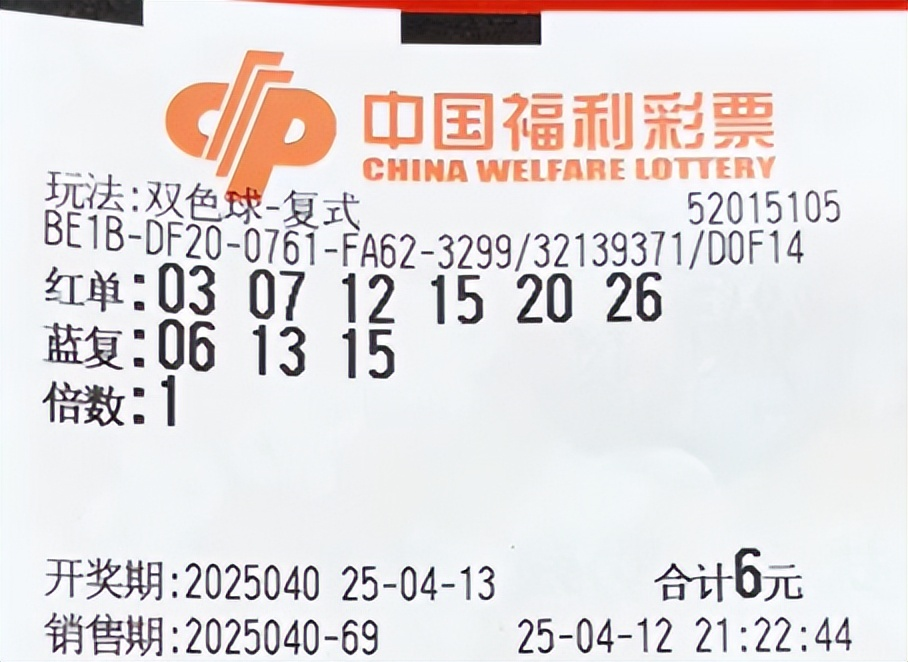 中国福利彩票
CHINA WELFARE LOTTERY
玩法:双色球-复式 52015105
BE1B-DF20-0761-FA62-3299/32139371/D0F14
红单:03 07 12 15 20 26
蓝复:06 13 15
倍数:1
开奖期:2025040 25-04-13 合计6元
销售期:2025040-69 25-04-12 21:22:44